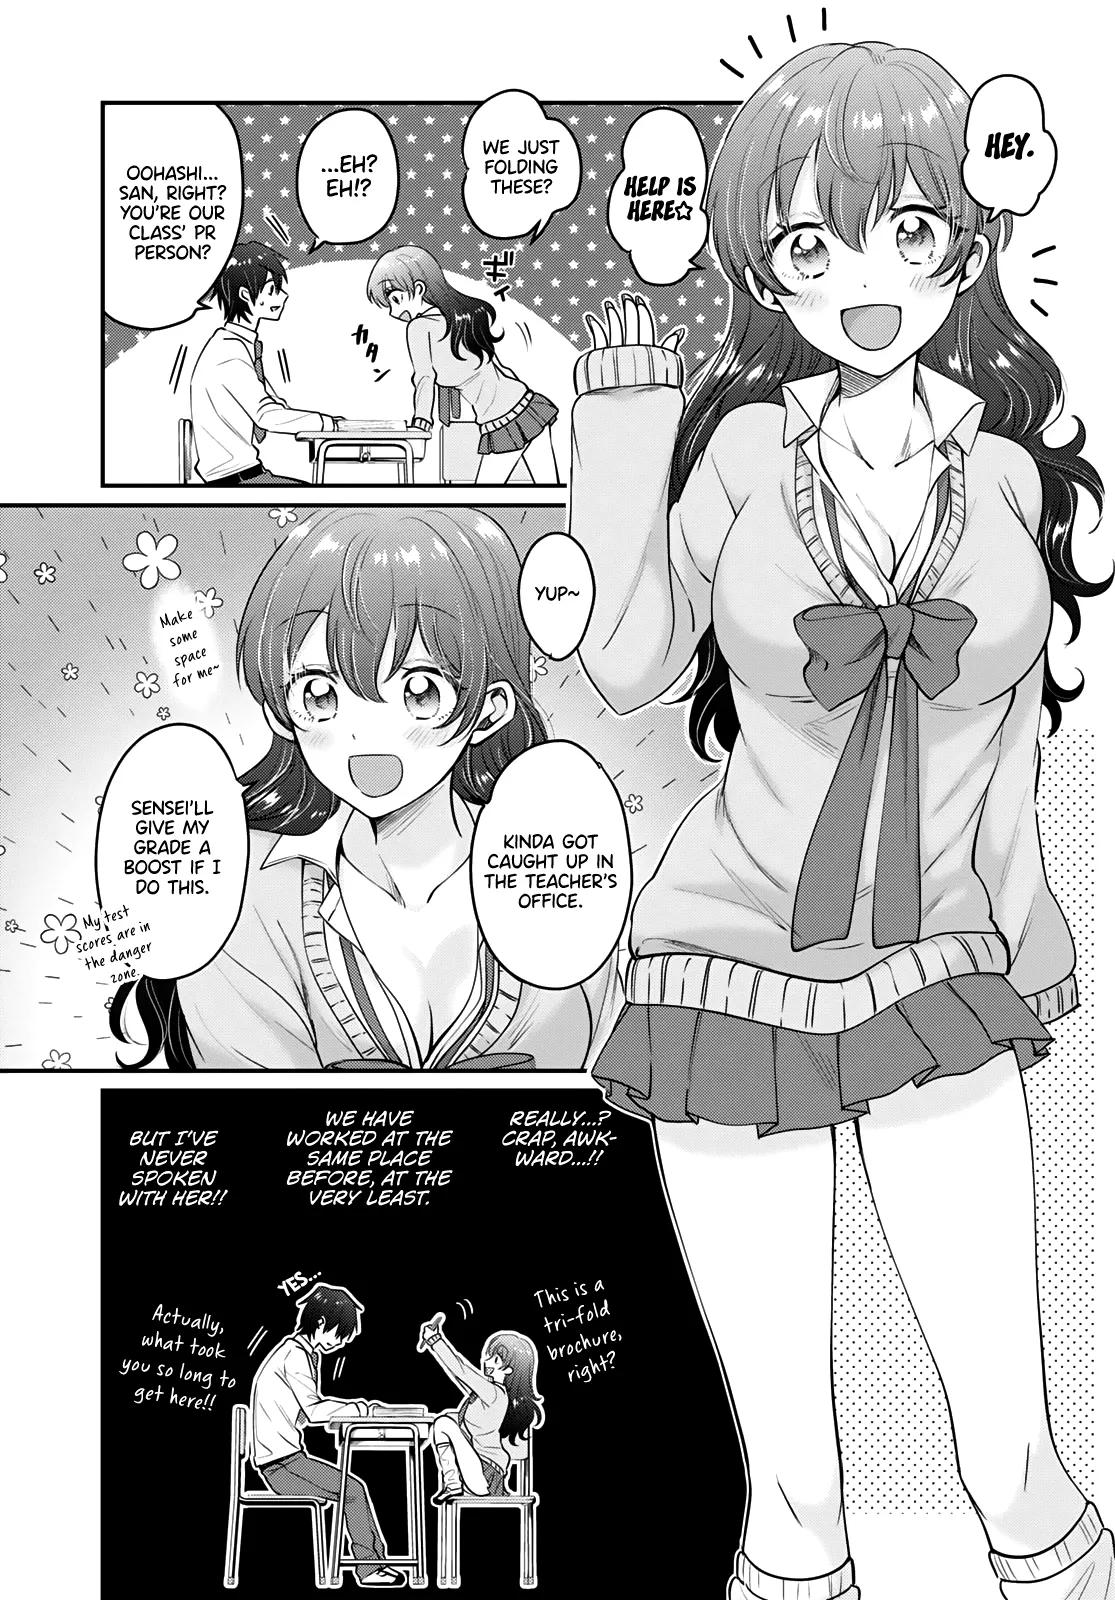 HEY.
HELP IS
HERE☆
WE JUST
FOLDING
THESE?
ギ
ィ
ガ
タ
ン
...EH?
EH!?
OOHASHI...
SAN, RIGHT?
YOU'RE OUR
CLASS' PR
PERSON?
YUP~
KINDA GOT
CAUGHT UP IN
THE TEACHER'S
OFFICE.
Make
some
space
for me~
SENSEI'LL
GIVE MY
GRADE A
BOOST IF I
DO THIS.
My test
scores are in
the danger
zone.
REALLY...?
CRAP, AWK-
WARD...!!
WE HAVE
WORKED AT THE
SAME PLACE
BEFORE, AT THE
VERY LEAST.
BUT I'VE
NEVER
SPOKEN
WITH HER!!
This is a
tri-fold
brochure,
right?
YES...
Actually,
what took
you so long to
get here!!